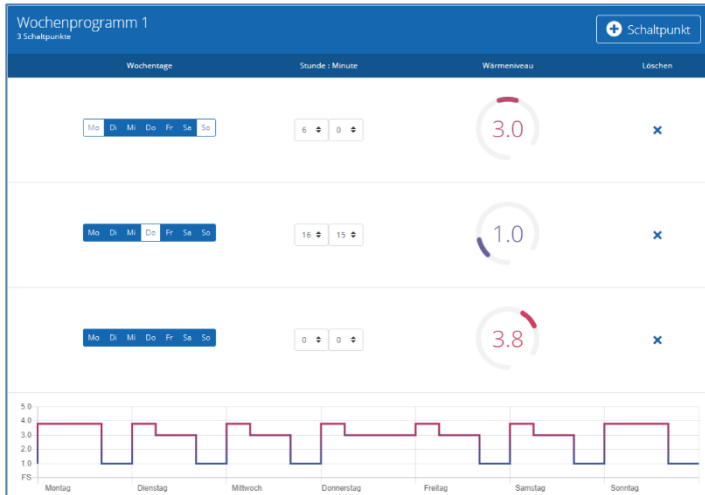 Wochenprogramm 1
3 Schaltpunkte
Schaltpunkt
Wochentage Stunde : Minute Wärmeniveau Löschen
Mo Di Mi Do Fr Sa So 6 0 3.0
Mo Di Mi Do Fr Sa So 16 15 1.0
Mo Di Mi Do Fr Sa So 0 0 3.8
5.0
4.0
3.0
2.0
1.0
FS
Montag Dienstag Mittwoch Donnerstag Freitag Samstag Sonntag